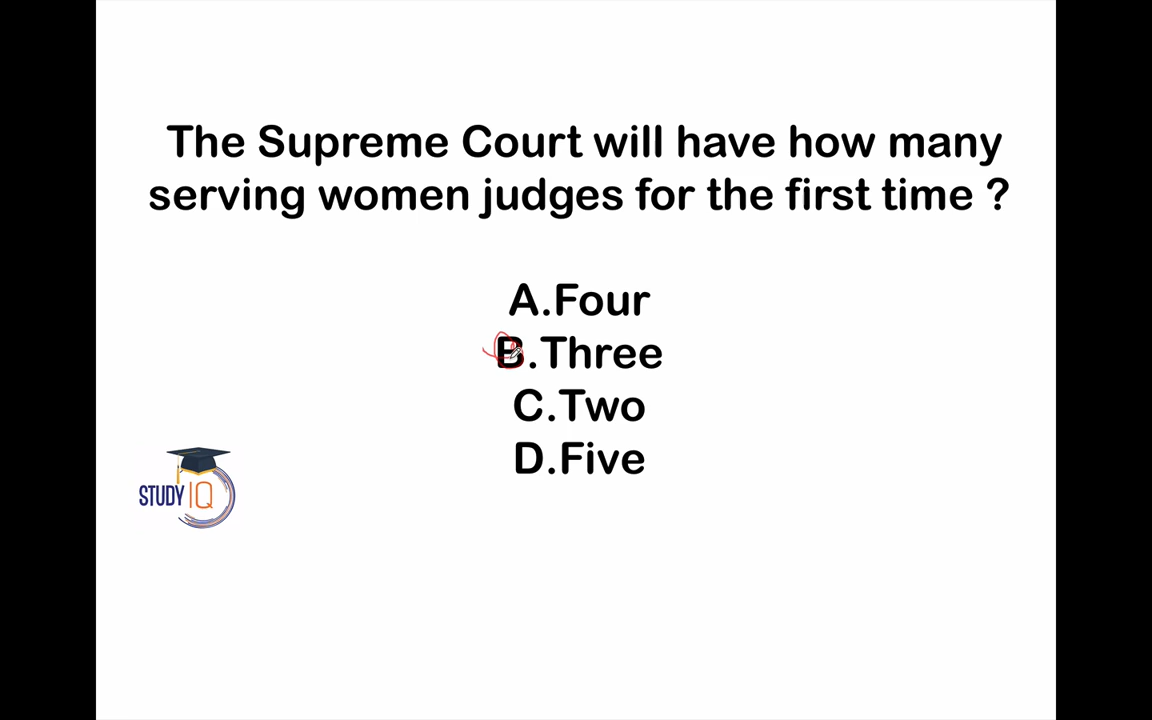 The Supreme Court will have how many
serving women judges for the first time ?
A.Four
B.Three
C.Two
D.Five
STUDY IQ